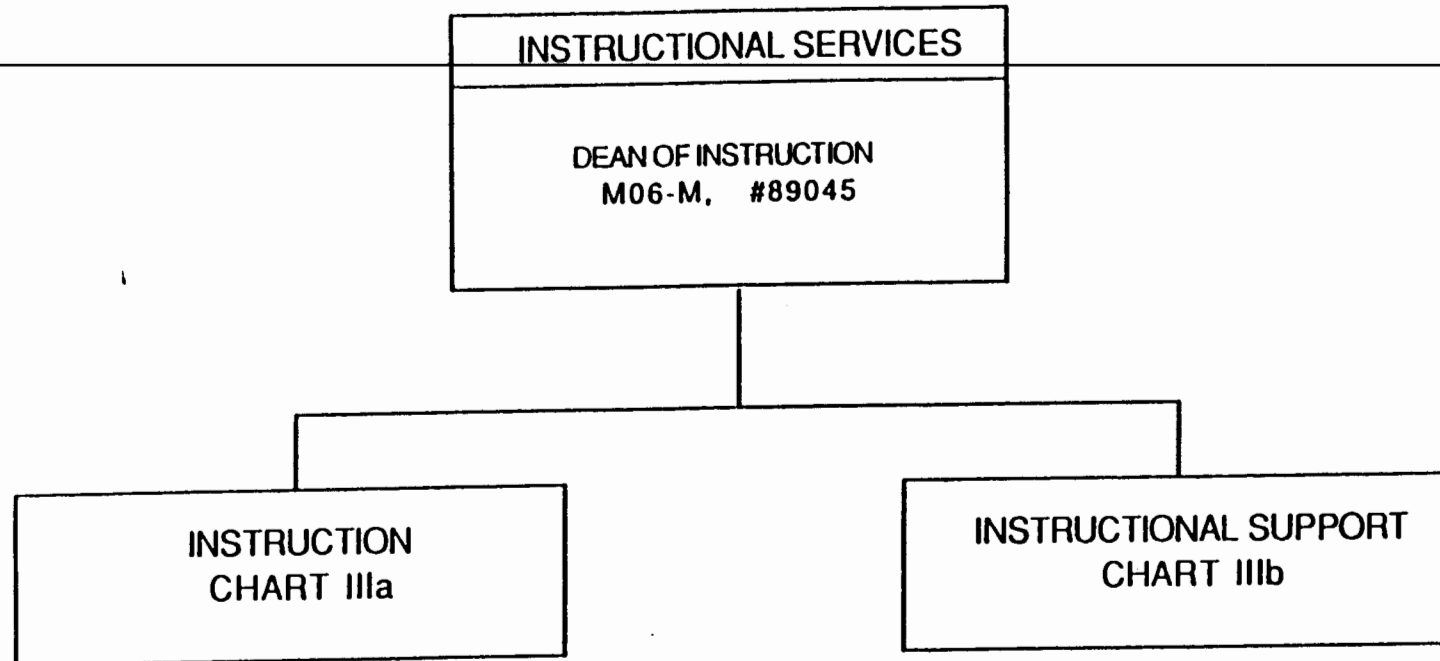 INSTRUCTIONAL SERVICES
DEAN OF INSTRUCTION
M06-M, #89045
INSTRUCTION
CHART IIIa
INSTRUCTIONAL SUPPORT
CHART IIIb